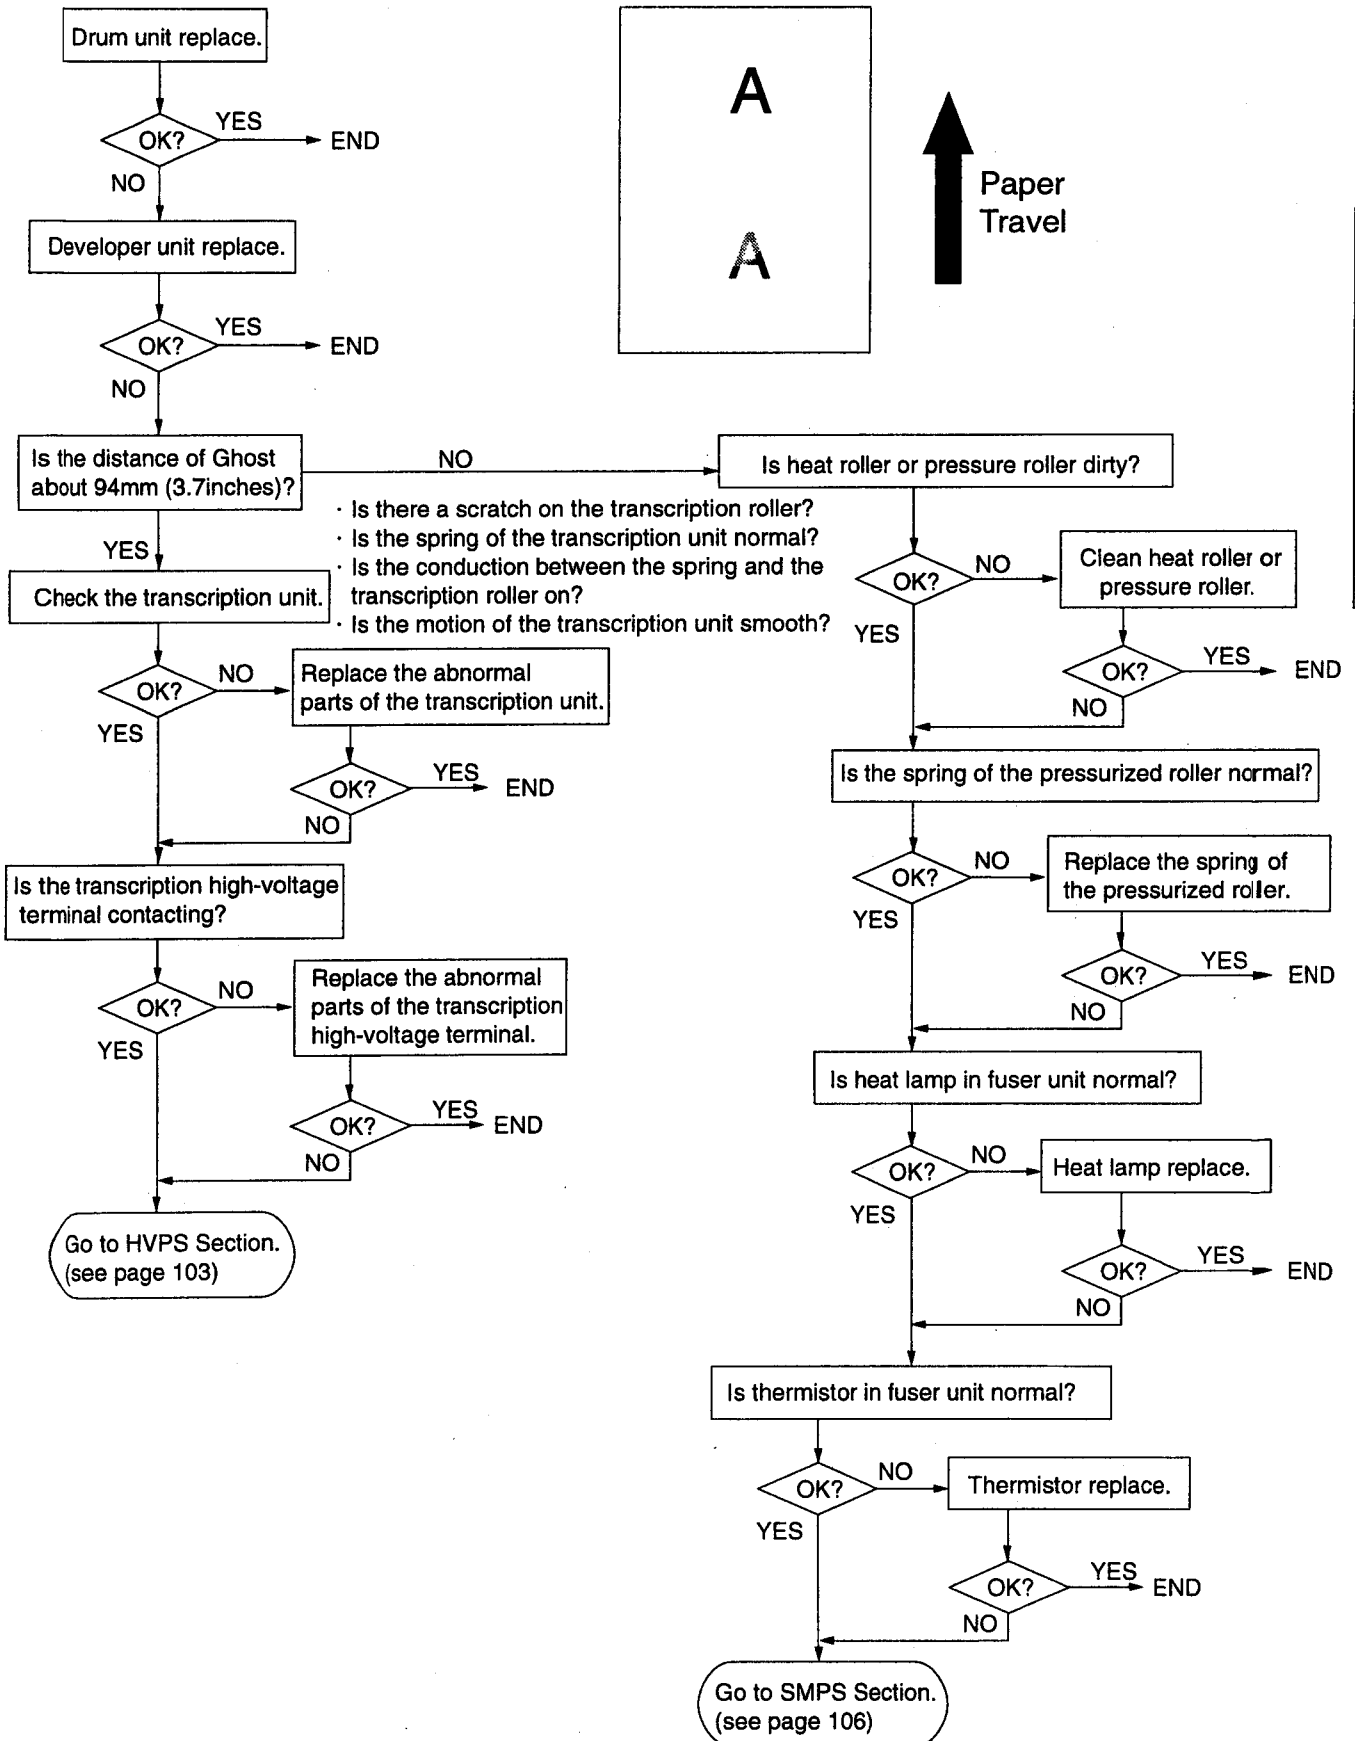 Drum unit replace.
OK?
YES
END
NO
Developer unit replace.
OK?
YES
END
NO
A
A
Paper
Travel
Is the distance of Ghost
about 94mm (3.7inches)?
NO
YES
Check the transcription unit.
· Is there a scratch on the transcription roller?
· Is the spring of the transcription unit normal?
· Is the conduction between the spring and the
transcription roller on?
· Is the motion of the transcription unit smooth?
OK?
NO
YES
Replace the abnormal
parts of the transcription unit.
OK?
YES
END
NO
Is the transcription high-voltage
terminal contacting?
OK?
NO
YES
Replace the abnormal
parts of the transcription
high-voltage terminal.
OK?
YES
END
NO
Go to HVPS Section.
(see page 103)
Is heat roller or pressure roller dirty?
OK?
NO
YES
Clean heat roller or
pressure roller.
OK?
YES
END
NO
Is the spring of the pressurized roller normal?
OK?
NO
YES
Replace the spring of
the pressurized roller.
OK?
YES
END
NO
Is heat lamp in fuser unit normal?
OK?
NO
YES
Heat lamp replace.
OK?
YES
END
NO
Is thermistor in fuser unit normal?
OK?
NO
YES
Thermistor replace.
OK?
YES
END
NO
Go to SMPS Section.
(see page 106)